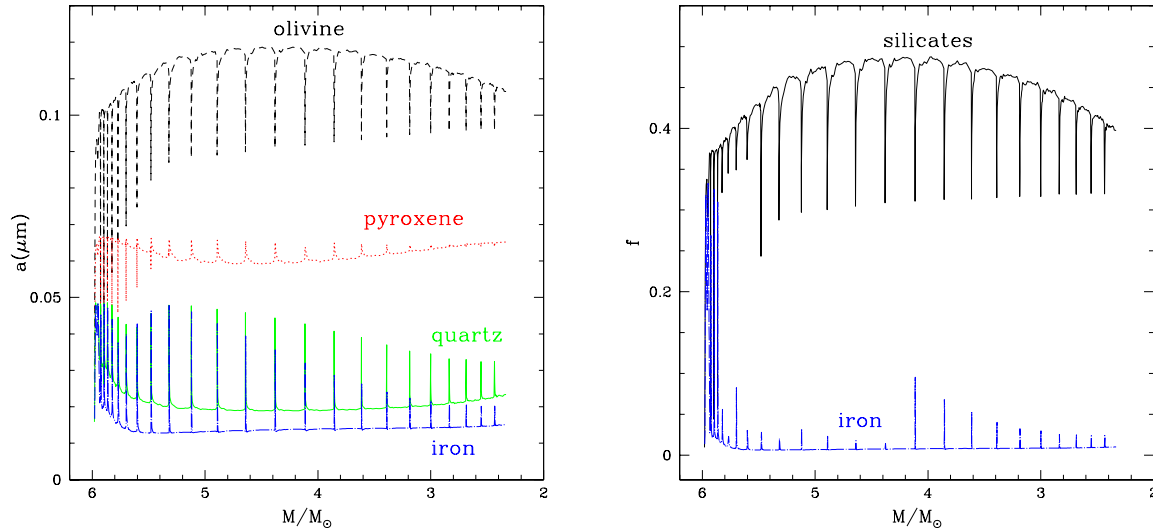 olivine
0.1
pyroxene
a(μm)
0.05
quartz
iron
0
6 5 4 3 2
M/M☉
silicates
0.4
f
0.2
iron
0
6 5 4 3 2
M/M☉